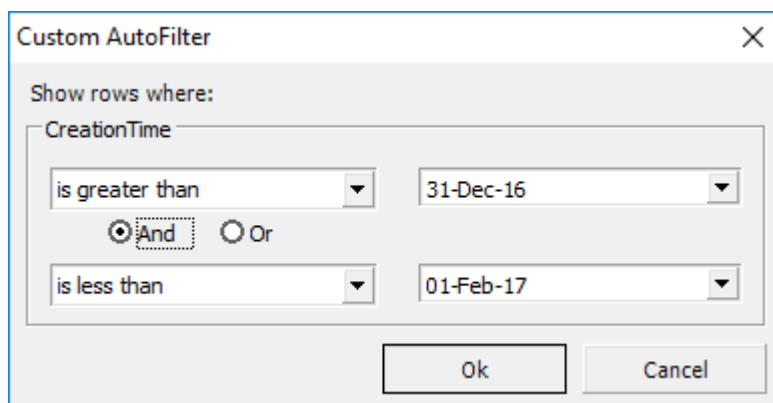 Custom AutoFilter
Show rows where:
CreationTime
is greater than 31-Dec-16
And Or
is less than 01-Feb-17
Ok Cancel